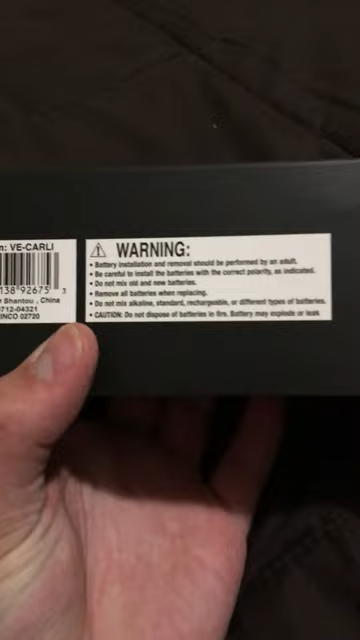 n: VE-CARLI
138 92675 3
Shantou , China
712-04321
INCO 02720
WARNING:
• Battery installation and removal should be performed by an adult.
• Be careful to install the batteries with the correct polarity, as indicated.
• Do not mix old and new batteries.
• Remove all batteries when replacing.
• Do not mix alkaline, standard, rechargeable, or different types of batteries.
• CAUTION: Do not dispose of batteries in fire. Battery may explode or leak